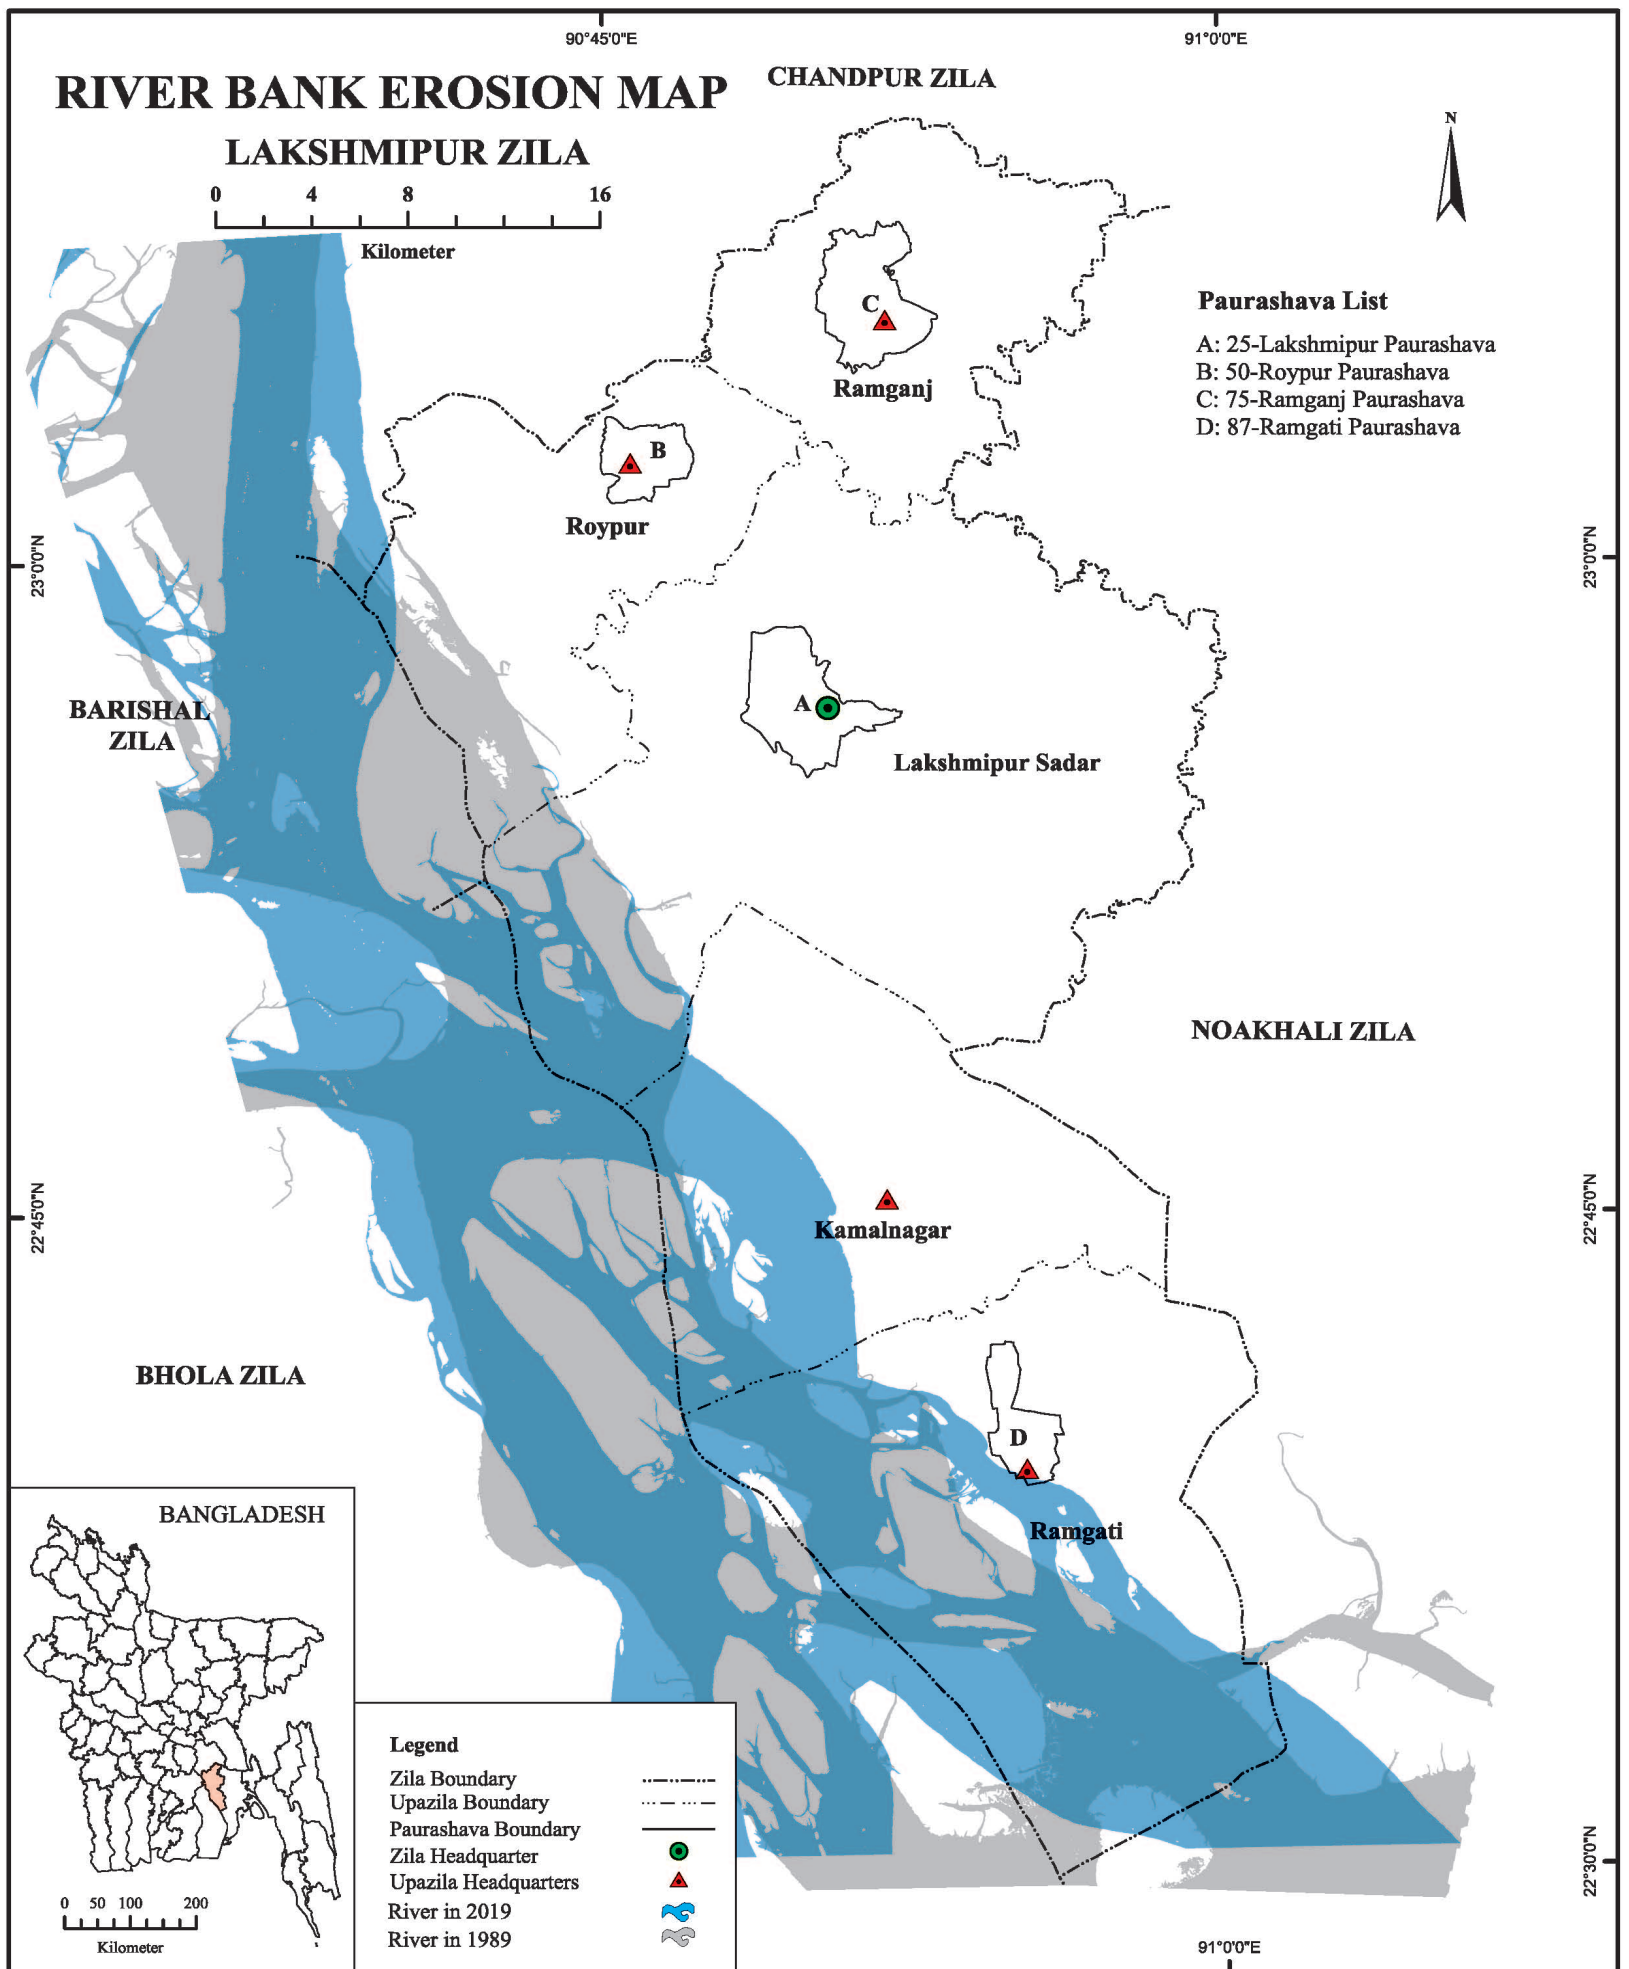 90°45'0"E
91°0'0"E
RIVER BANK EROSION MAP
LAKSHMIPUR ZILA
CHANDPUR ZILA
N
0 4 8 16
Kilometer
Paurashava List
A: 25-Lakshmipur Paurashava
B: 50-Roypur Paurashava
C: 75-Ramganj Paurashava
D: 87-Ramgati Paurashava
C
Ramganj
B
Roypur
23°0'0"N
23°0'0"N
BARISHAL
ZILA
A
Lakshmipur Sadar
NOAKHALI ZILA
22°45'0"N
22°45'0"N
Kamalnagar
BHOLA ZILA
D
Ramgati
BANGLADESH
0 50 100 200
Kilometer
Legend
Zila Boundary
Upazila Boundary
Paurashava Boundary
Zila Headquarter
Upazila Headquarters
River in 2019
River in 1989
22°30'0"N
91°0'0"E